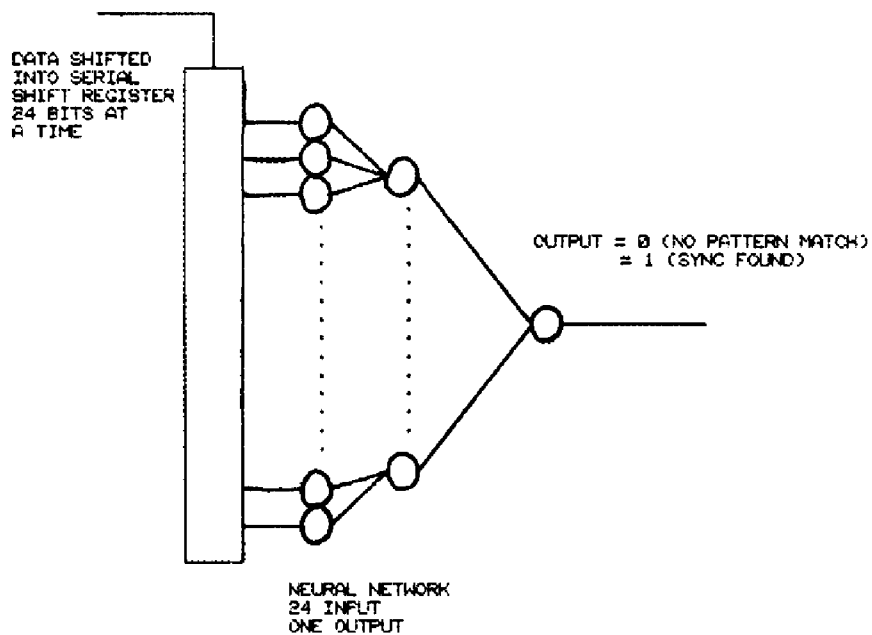 DATA SHIFTED
INTO SERIAL
SHIFT REGISTER
24 BITS AT
A TIME
OUTPUT = 0 (NO PATTERN MATCH)
= 1 (SYNC FOUND)
NEURAL NETWORK
24 INPUT
ONE OUTPUT